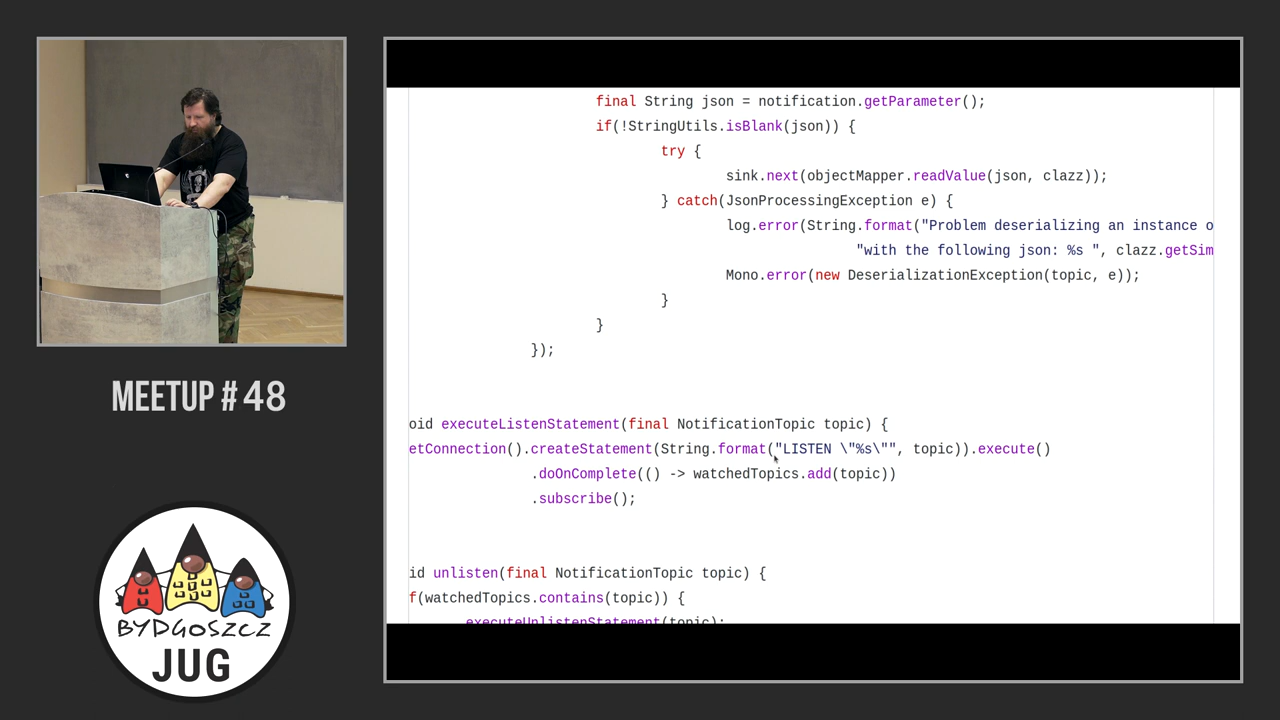 MEETUP # 48
BYDGOSZCZ
JUG
final String json = notification.getParameter();
if(!StringUtils.isBlank(json)) {
try {
sink.next(objectMapper.readValue(json, clazz));
} catch(JsonProcessingException e) {
log.error(String.format("Problem deserializing an instance o
"with the following json: %s ", clazz.getSim
Mono.error(new DeserializationException(topic, e));
}
}
});
oid executeListenStatement(final NotificationTopic topic) {
etConnection().createStatement(String.format("LISTEN \"%s\"", topic)).execute()
.doOnComplete(() -> watchedTopics.add(topic))
.subscribe();
id unlisten(final NotificationTopic topic) {
f(watchedTopics.contains(topic)) {
executeUnlistenStatement(topic);